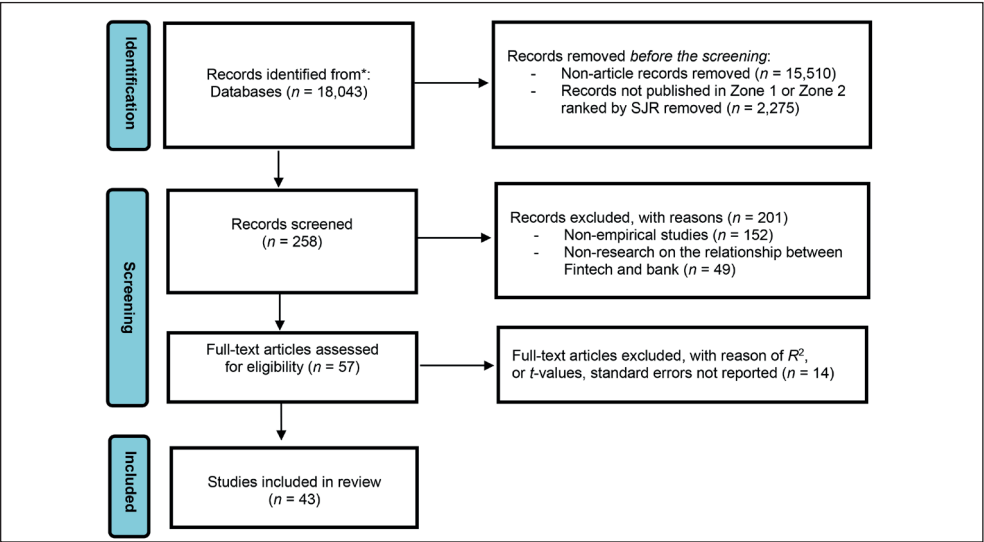 Identification
Records identified from*:
Databases (n = 18,043)
Records removed before the screening:
- Non-article records removed (n = 15,510)
- Records not published in Zone 1 or Zone 2
ranked by SJR removed (n = 2,275)
Screening
Records screened
(n = 258)
Records excluded, with reasons (n = 201)
- Non-empirical studies (n = 152)
- Non-research on the relationship between
Fintech and bank (n = 49)
Full-text articles assessed
for eligibility (n = 57)
Full-text articles excluded, with reason of R²,
or t-values, standard errors not reported (n = 14)
Included
Studies included in review
(n = 43)